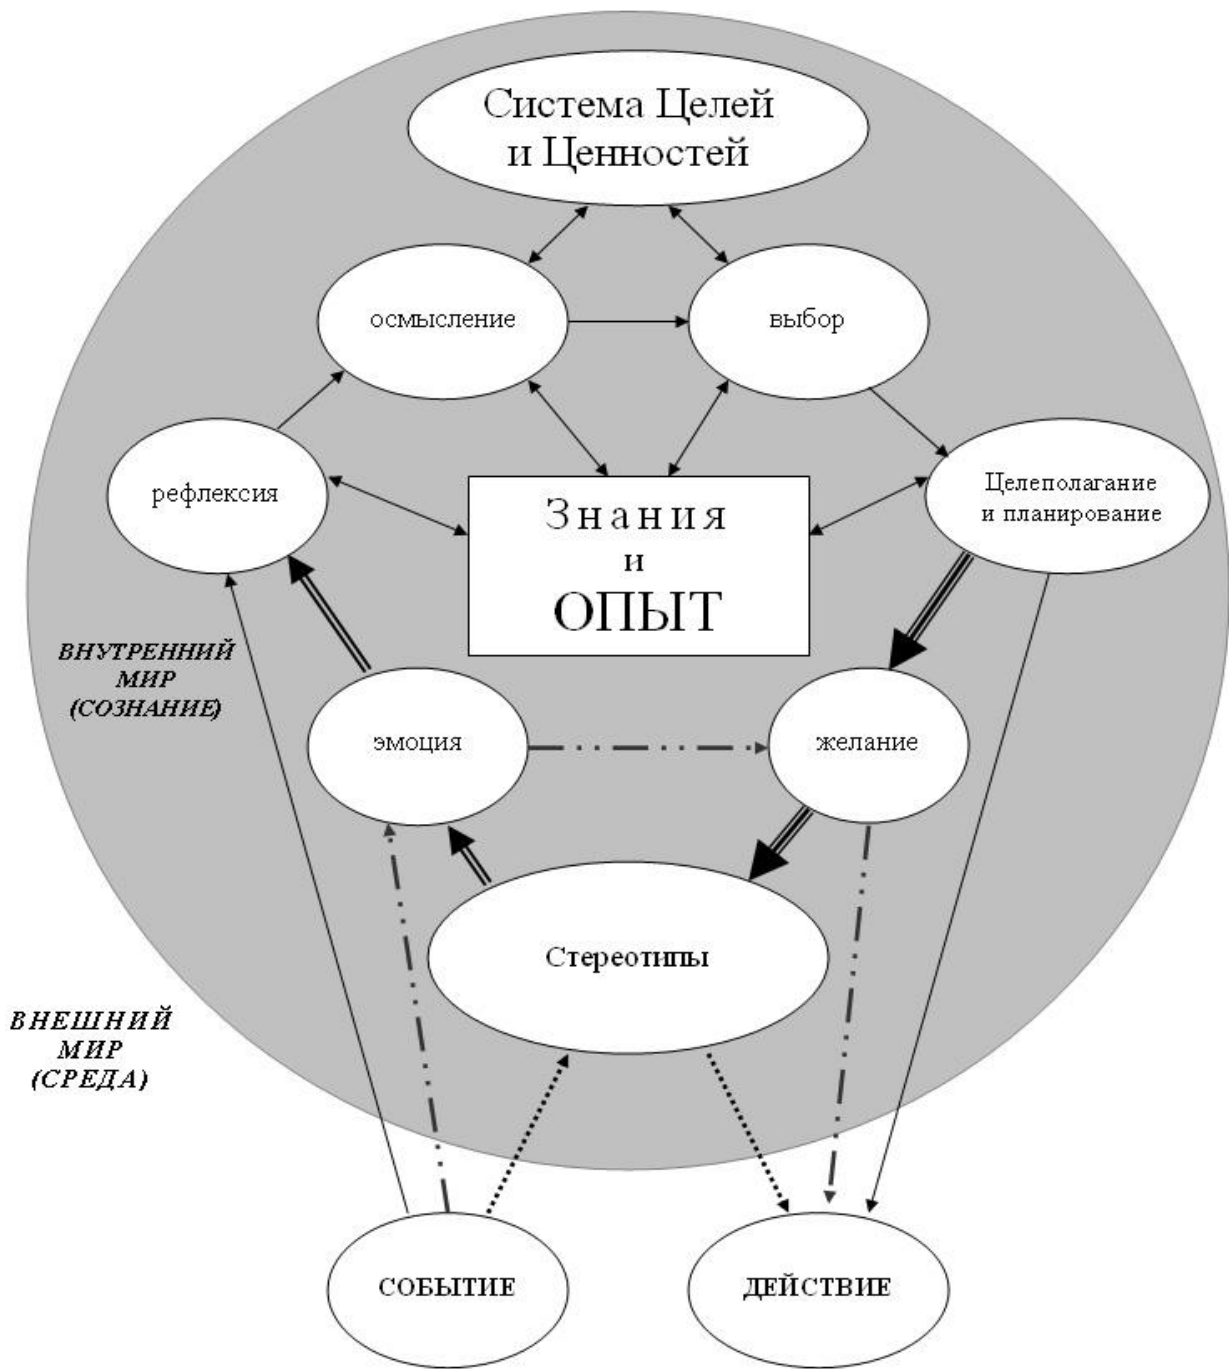 Система Целей
и Ценностей
осмысление
выбор
рефлексия
Знания
и
ОПЫТ
Целеполагание
и планирование
ВНУТРЕННИЙ
МИР
(СОЗНАНИЕ)
эмоция
желание
Стереотипы
ВНЕШНИЙ
МИР
(СРЕДА)
СОБЫТИЕ
ДЕЙСТВИЕ